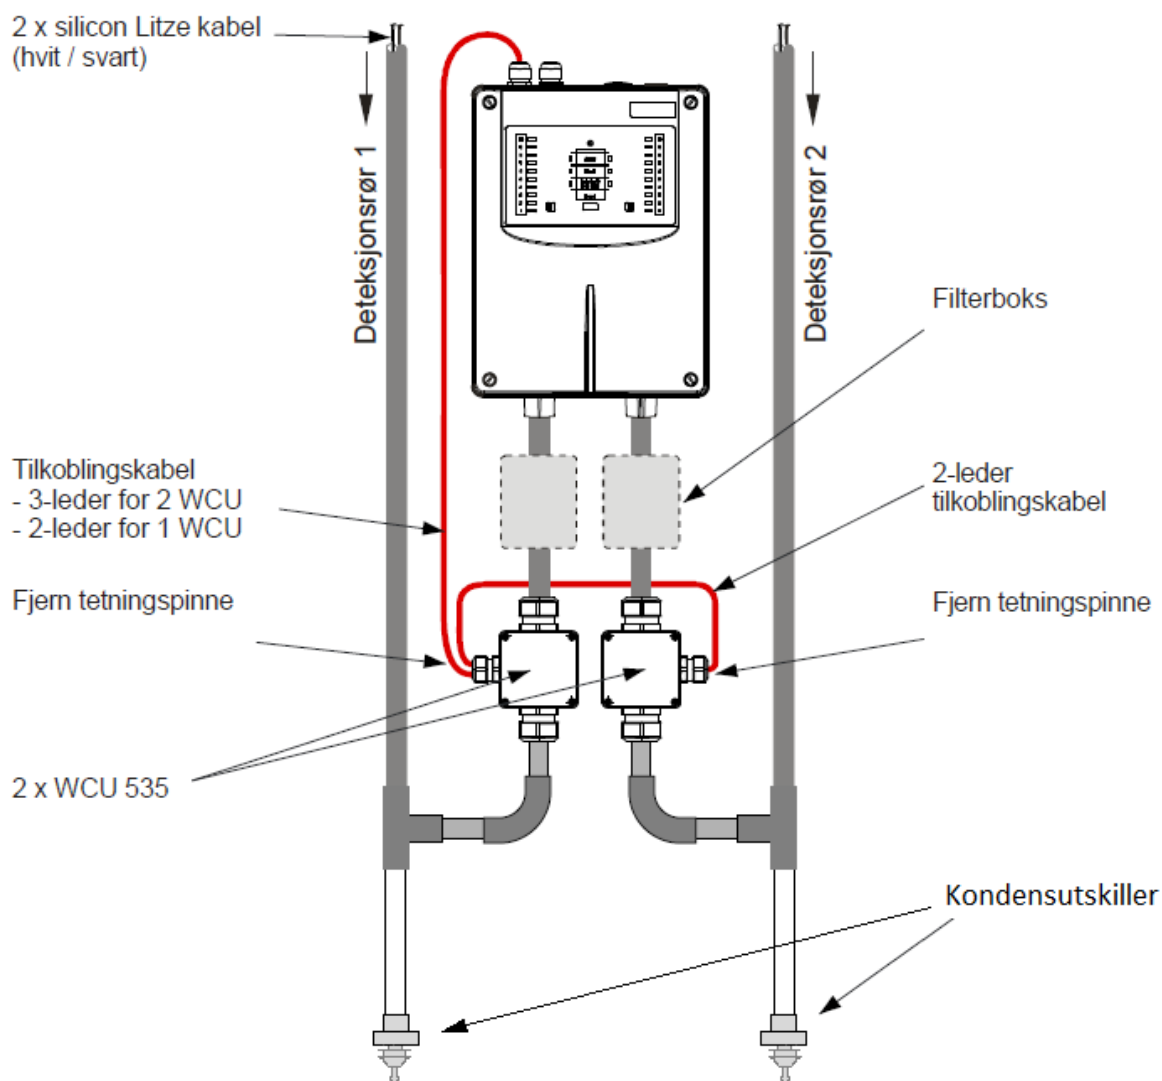 2 x silicon Litze kabel
(hvit / svart)
Deteksjonsrør 1
Deteksjonsrør 2
Filterboks
Tilkoblingskabel
- 3-leder for 2 WCU
- 2-leder for 1 WCU
2-leder
tilkoblingskabel
Fjern tetningspinne
Fjern tetningspinne
2 x WCU 535
Kondensutskiller